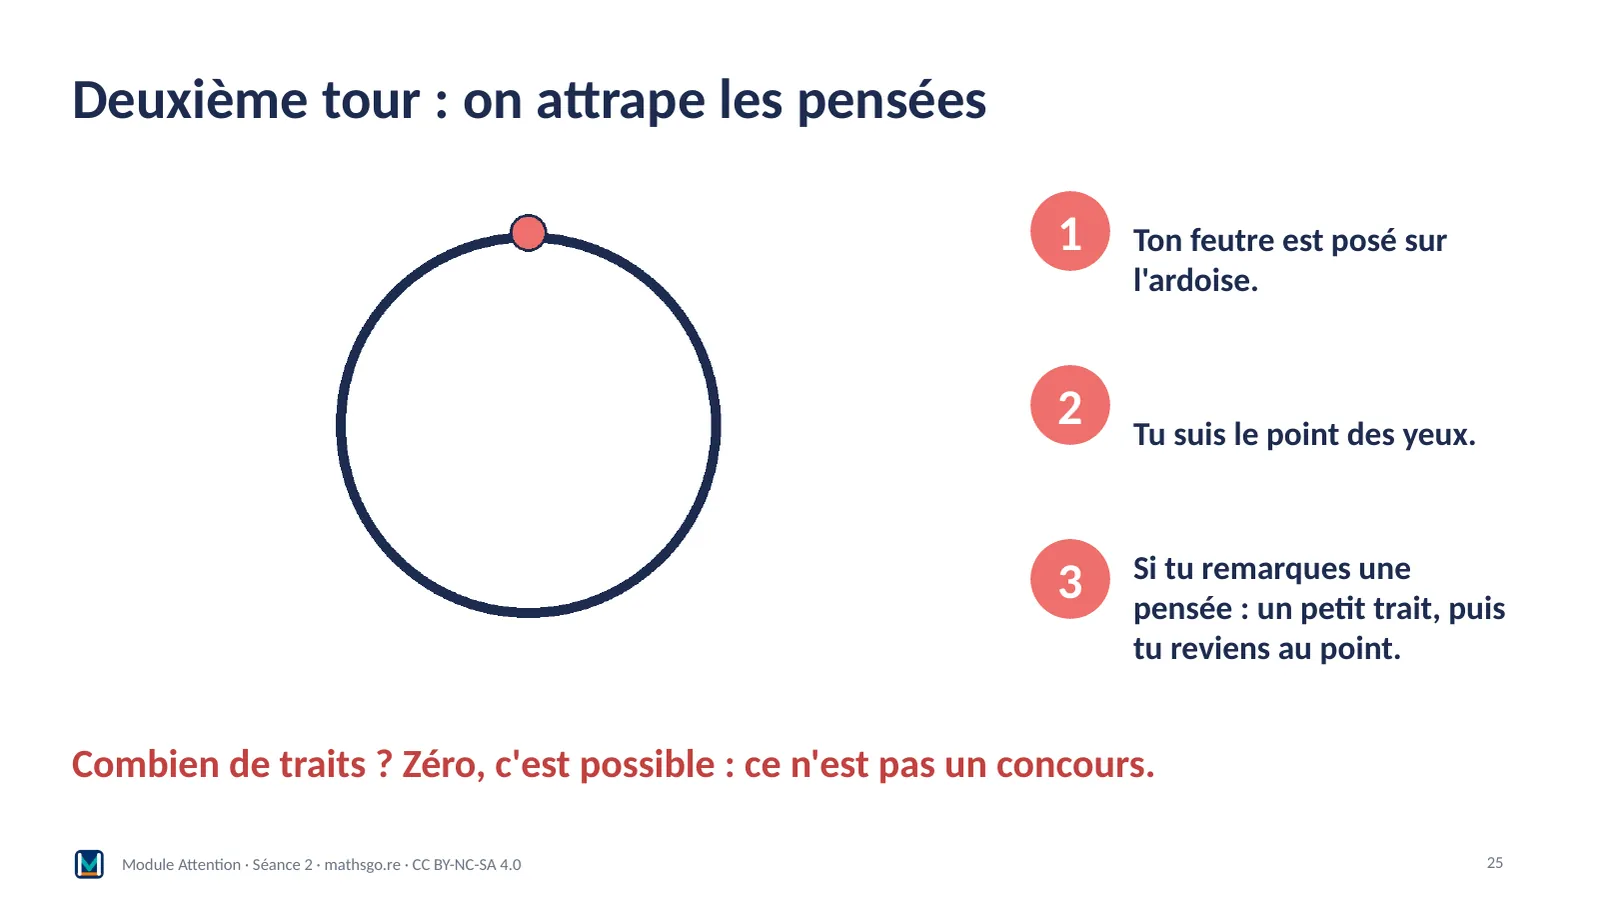 Deuxième tour : on attrape les pensées
1
Ton feutre est posé sur
l'ardoise.
2
Tu suis le point des yeux.
3
Si tu remarques une
pensée : un petit trait, puis
tu reviens au point.
Combien de traits ? Zéro, c'est possible : ce n'est pas un concours.
Module Attention · Séance 2 · mathsgo.re · CC BY-NC-SA 4.0
25